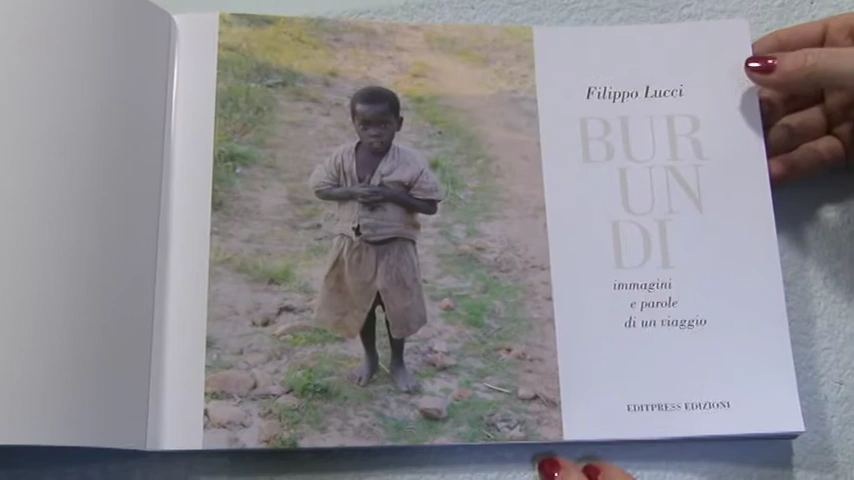 Filippo Lucci
BUR
UN
DI
immagini
e parole
di un viaggio
EDITPRESS EDIZIONI